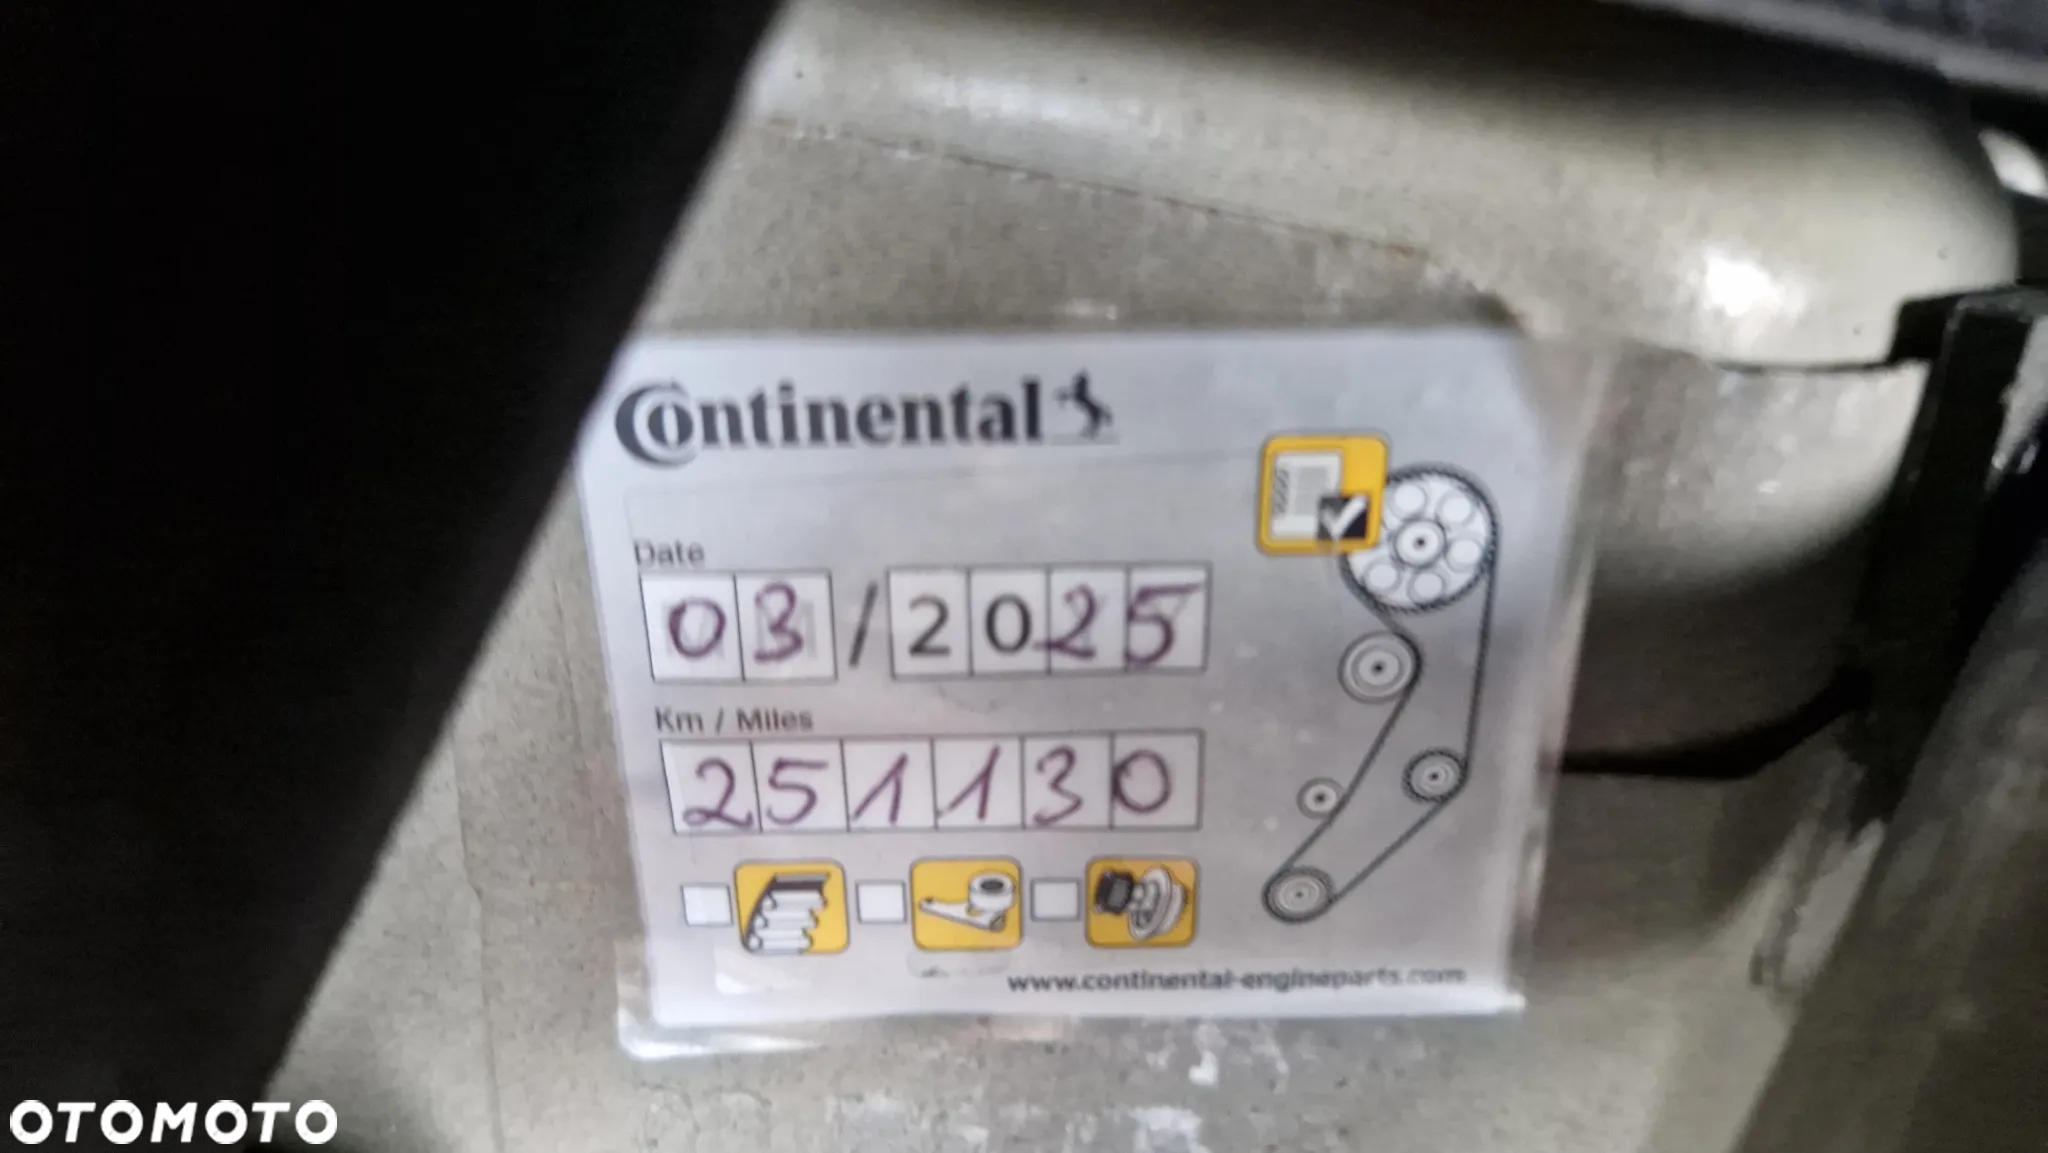 Continental
Date
03/2025
Km / Miles
251130
www.continental-engineparts.com
OTOMOTO